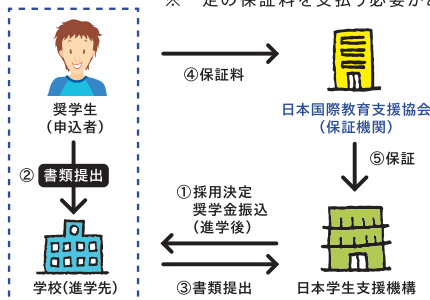 ④保証料
奨学生
(申込者)
日本国際教育支援協会
(保証機関)
②書類提出
⑤保証
①採用決定
奨学金振込
(進学後)
学校(進学先)
③書類提出
日本学生支援機構